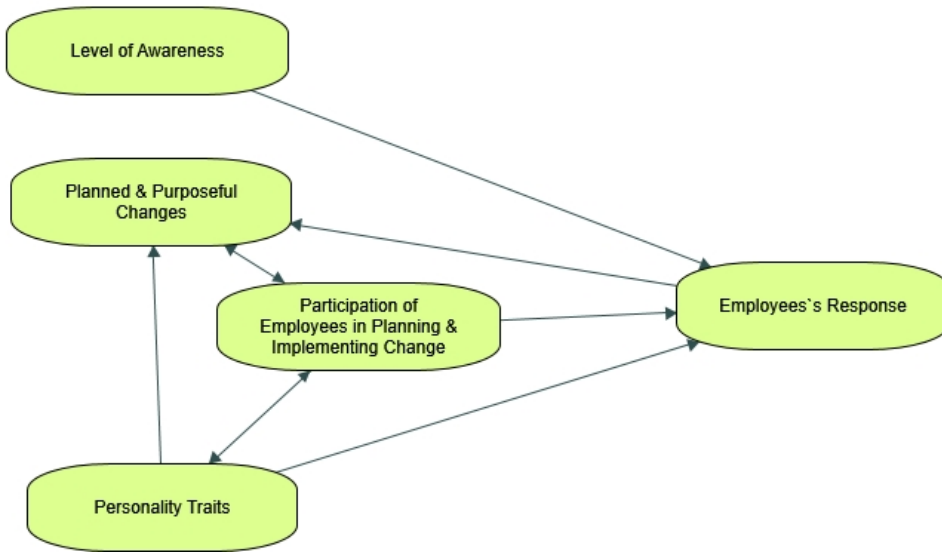 Level of Awareness
Planned & Purposeful
Changes
Participation of
Employees in Planning &
Implementing Change
Employees`s Response
Personality Traits